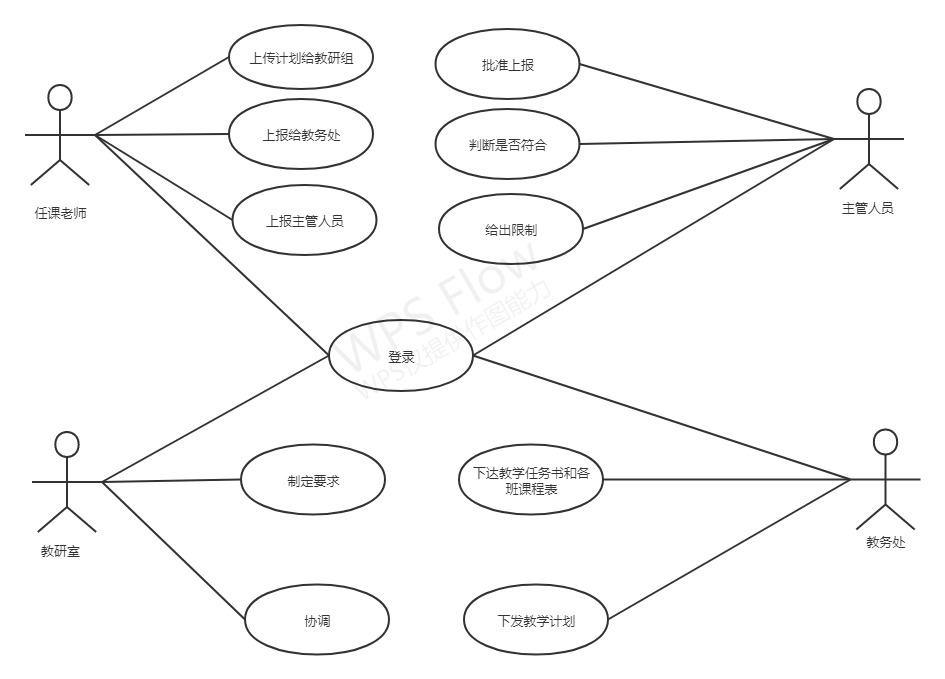 上传计划给教研组
批准上报
上报给教务处
判断是否符合
任课老师
主管人员
上报主管人员
给出限制
WPS Flow
WPS仅提供作图能力
登录
制定要求
下达教学任务书和各
班课程表
教研室
教务处
协调
下发教学计划